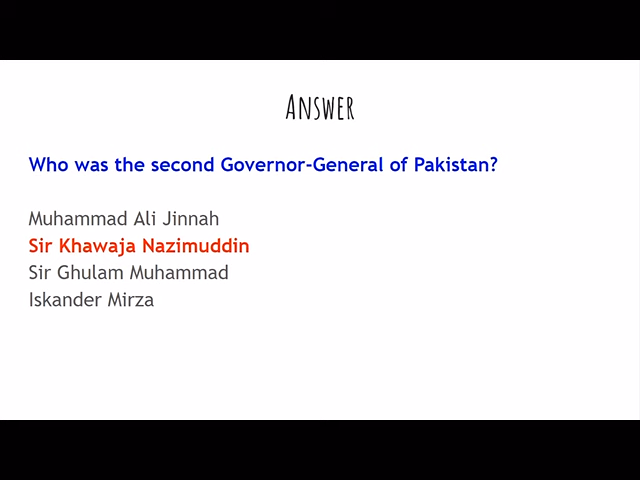 Answer
Who was the second Governor-General of Pakistan?
Muhammad Ali Jinnah
Sir Khawaja Nazimuddin
Sir Ghulam Muhammad
Iskander Mirza